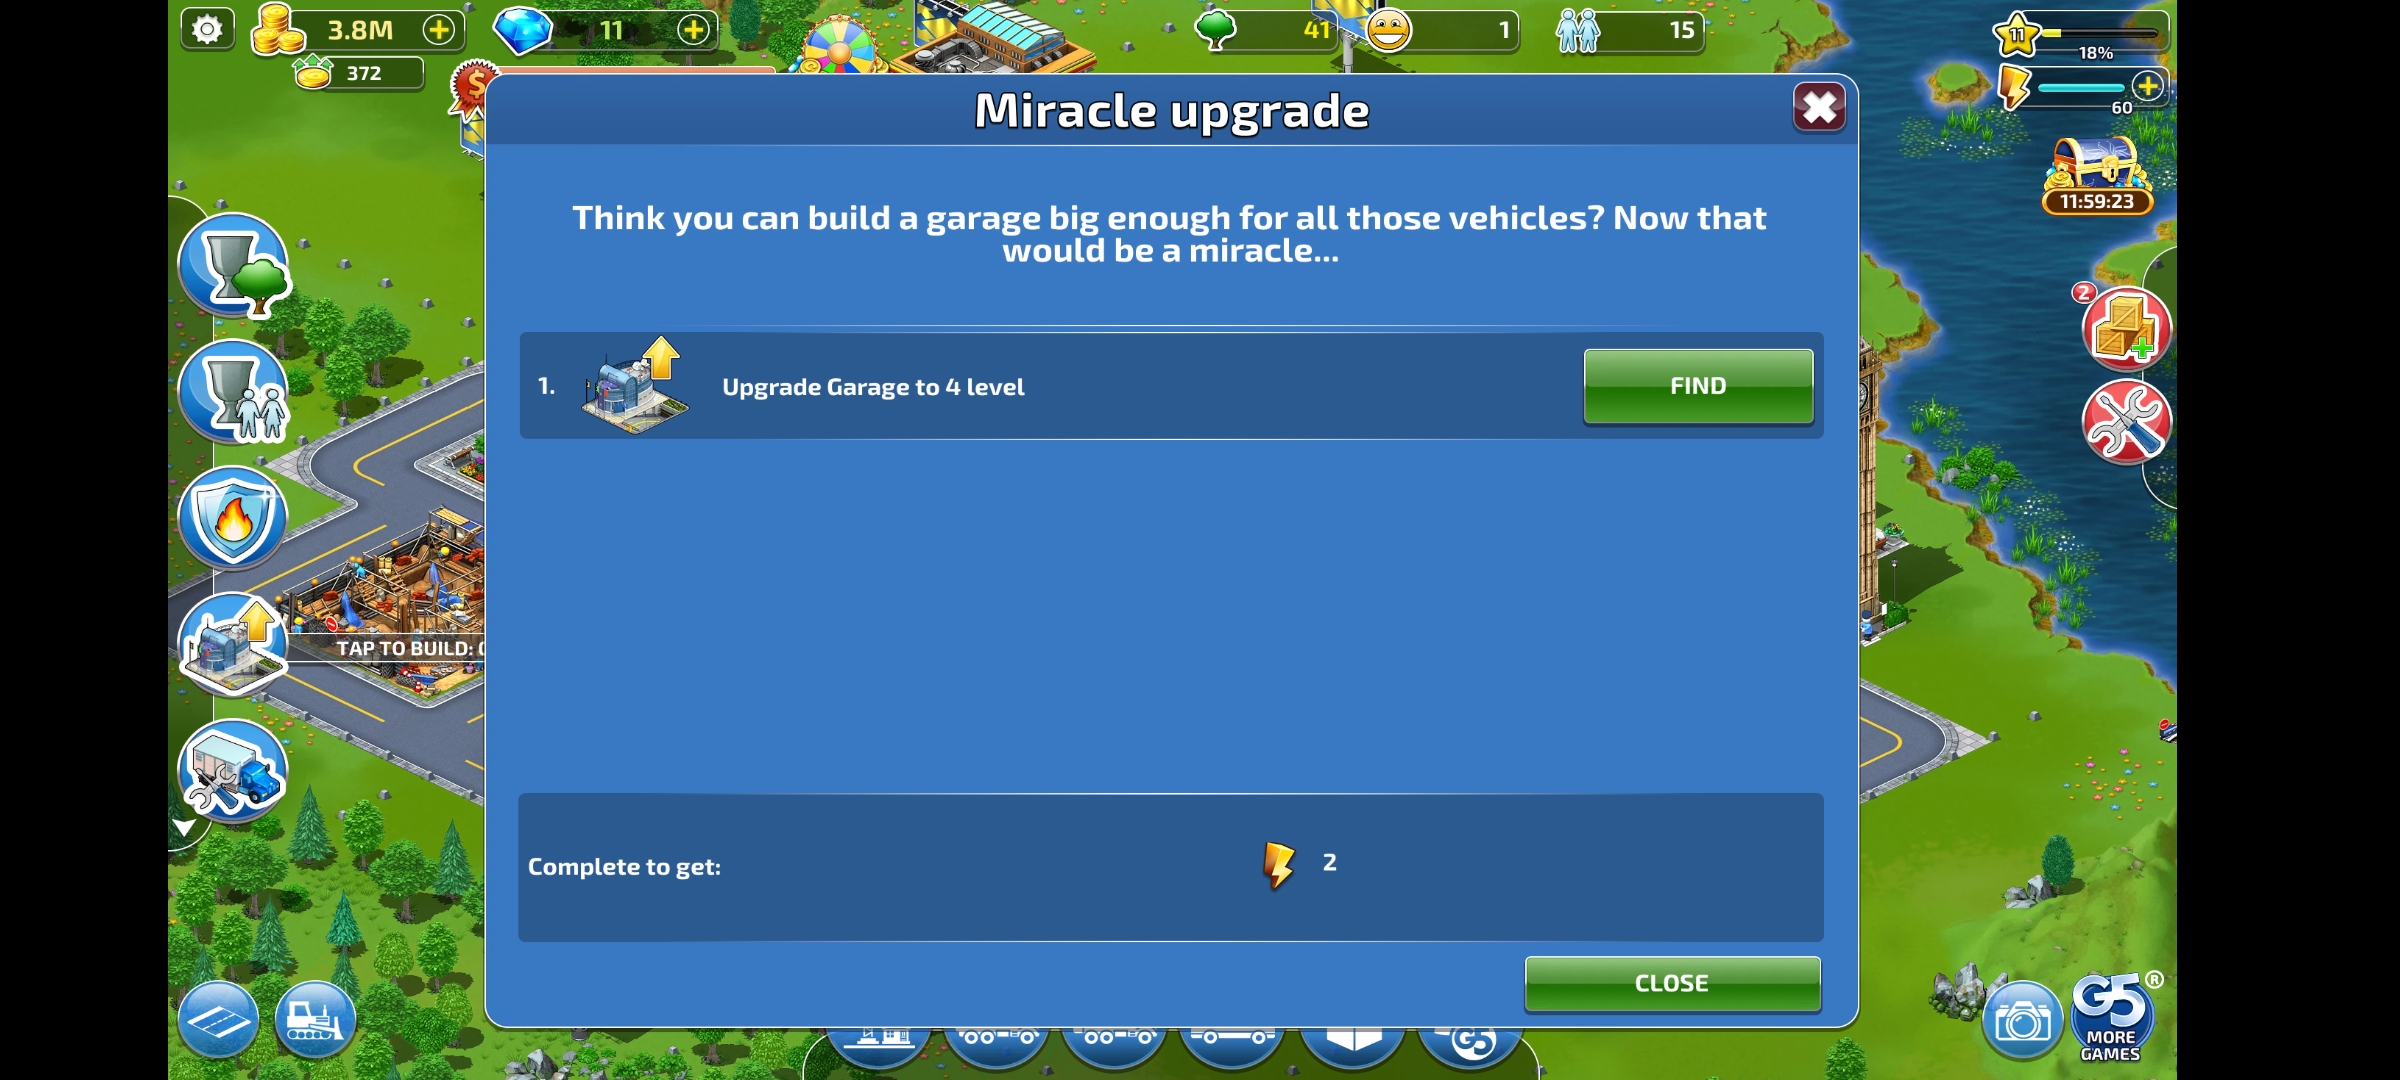 3.8M
11
41
1
15
11
18%
372
60
11:59:23
2
Miracle upgrade
Think you can build a garage big enough for all those vehicles? Now that
would be a miracle...
1.
Upgrade Garage to 4 level
FIND
TAP TO BUILD:
Complete to get:
2
CLOSE
G5
G5®
MORE
GAMES